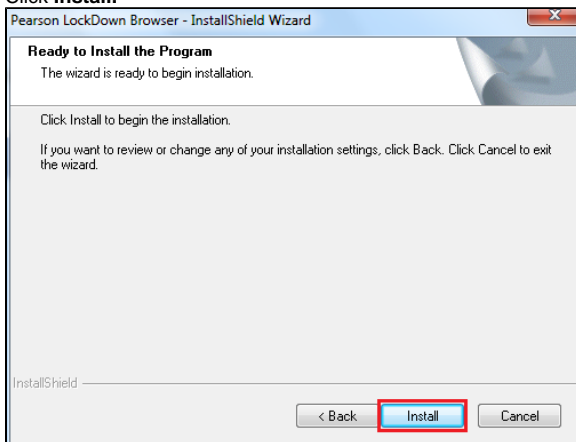 Click Install
Pearson LockDown Browser - InstallShield Wizard
Ready to Install the Program
The wizard is ready to begin installation.
Click Install to begin the installation.
If you want to review or change any of your installation settings, click Back. Click Cancel to exit
the wizard.
InstallShield
< Back Install Cancel